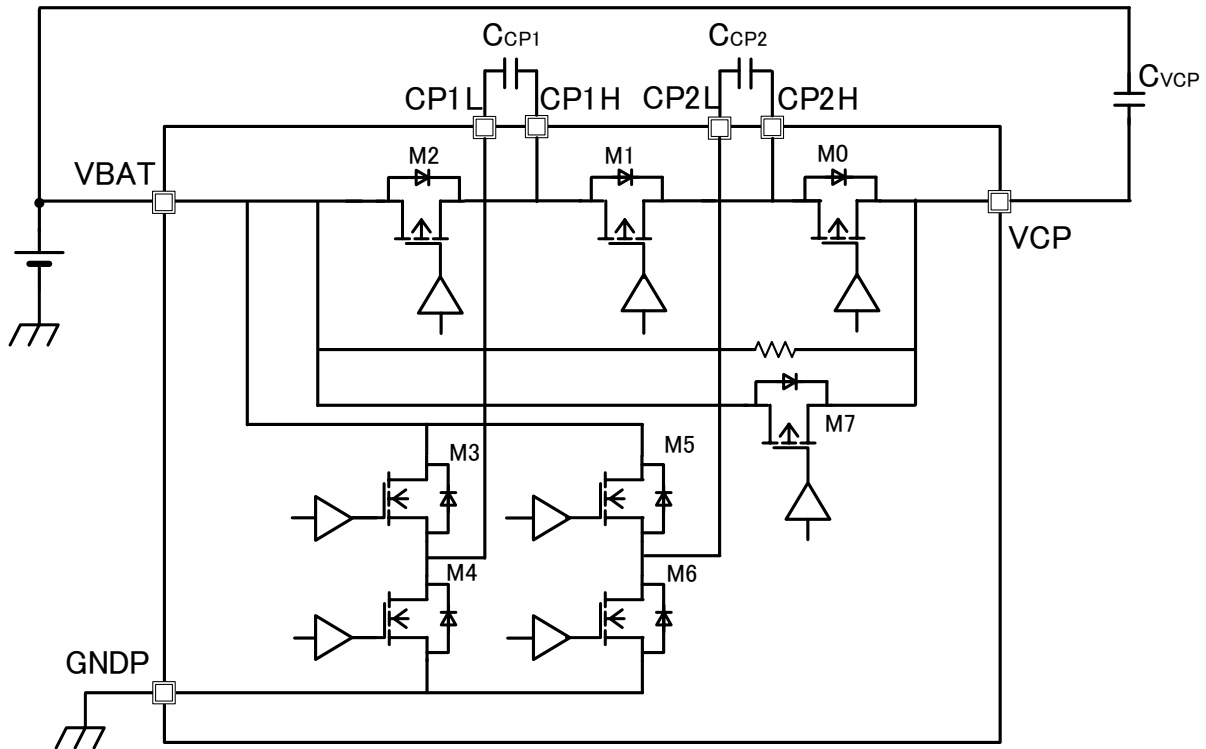 CCP1
CCP2
CVCP
CP1L
CP1H
CP2L
CP2H
VBAT
M2
M1
M0
VCP
M7
M3
M5
M4
M6
GNDP